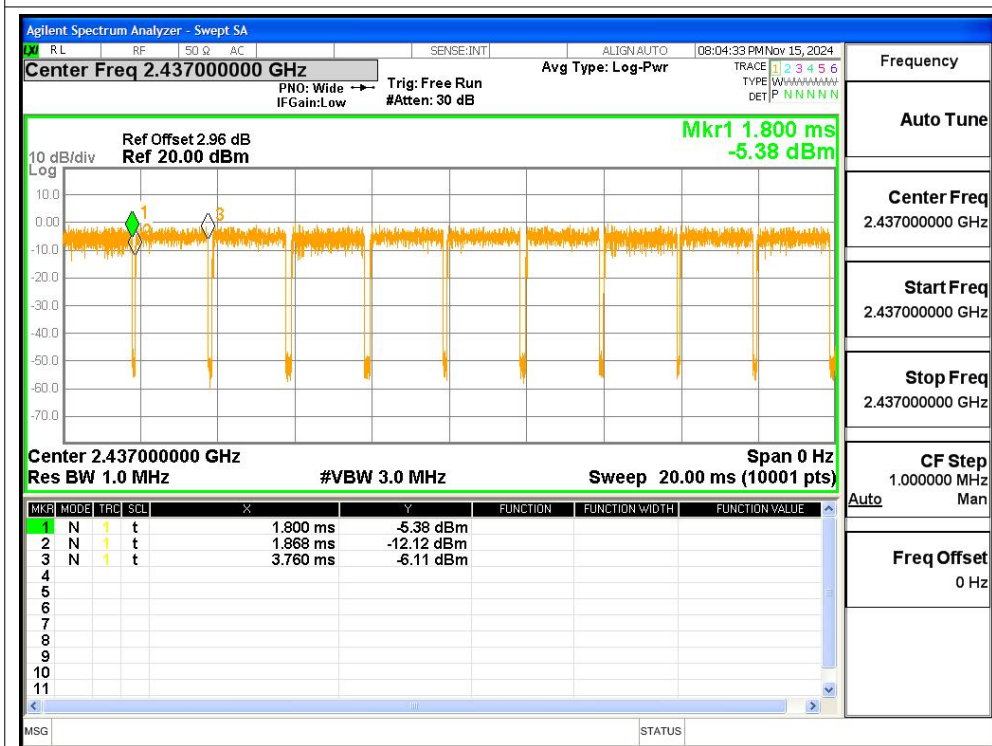 Agilent Spectrum Analyzer - Swept SA
LXI RL RF 50 Ω AC SENSE:INT ALIGNAUTO 08:04:33 PM Nov 15, 2024
Center Freq 2.437000000 GHz
PNO: Wide
IFGain:Low
Trig: Free Run
#Atten: 30 dB
Avg Type: Log-Pwr
TRACE 1 2 3 4 5 6
TYPE
DET P N N N N N
Ref Offset 2.96 dB
10 dB/div Ref 20.00 dBm
Log
Mkr1 1.800 ms
-5.38 dBm
10.0
0.00
-10.0
-20.0
-30.0
-40.0
-50.0
-60.0
-70.0
1
2
3
Center 2.437000000 GHz Span 0 Hz
Res BW 1.0 MHz #VBW 3.0 MHz Sweep 20.00 ms (10001 pts)
MKR MODE TRC SCL X Y FUNCTION FUNCTION WIDTH FUNCTION VALUE
1 N 1 t 1.800 ms -5.38 dBm
2 N 1 t 1.868 ms -12.12 dBm
3 N 1 t 3.760 ms -6.11 dBm
4
5
6
7
8
9
10
11
MSG STATUS
Frequency
Auto Tune
Center Freq
2.437000000 GHz
Start Freq
2.437000000 GHz
Stop Freq
2.437000000 GHz
CF Step
1.000000 MHz
Auto Man
Freq Offset
0 Hz